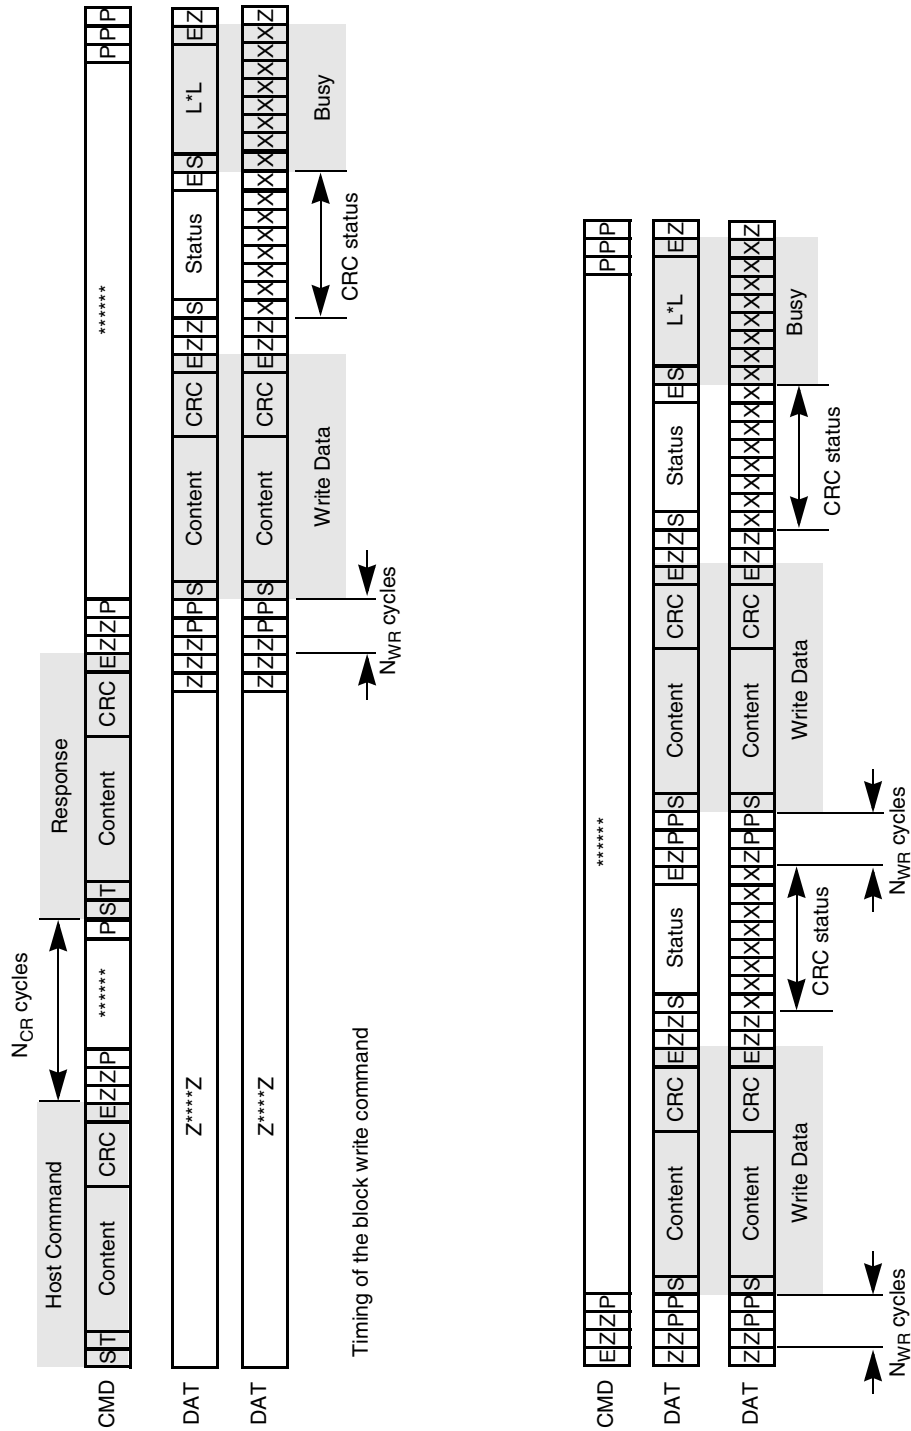 NCR cycles
Host Command Response
CMD S T Content CRC E Z Z P ****** P S T Content CRC E Z Z P ****** P P P
DAT Z****Z Z Z Z P P S Content CRC E Z Z S Status E S L*L E Z
DAT Z****Z Z Z Z P P S Content CRC E Z Z X X X X X X X X X X X X X X X X Z
Write Data Busy
CRC status
NWR cycles
Timing of the block write command
CMD E Z Z P ****** P P P
DAT Z Z P P S Content CRC E Z Z S Status E Z P P S Content CRC E Z Z S Status E S L*L E Z
DAT Z Z P P S Content CRC E Z Z X X X X X X X X Z P P S Content CRC E Z Z X X X X X X X X X X X X X X X X Z
Write Data CRC status Write Data CRC status Busy
NWR cycles NWR cycles